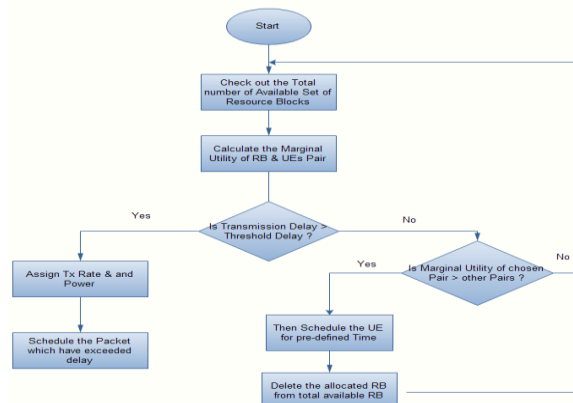 Start
Check out the Total
number of Available Set of
Resource Blocks
Calculate the Marginal
Utility of RB & UEs Pair
Is Transmission Delay >
Threshold Delay ?
Yes
No
Assign Tx Rate & and
Power
Schedule the Packet
which have exceeded
delay
Is Marginal Utility of chosen
Pair > other Pairs ?
Yes
No
Then Schedule the UE
for pre-defined Time
Delete the allocated RB
from total available RB